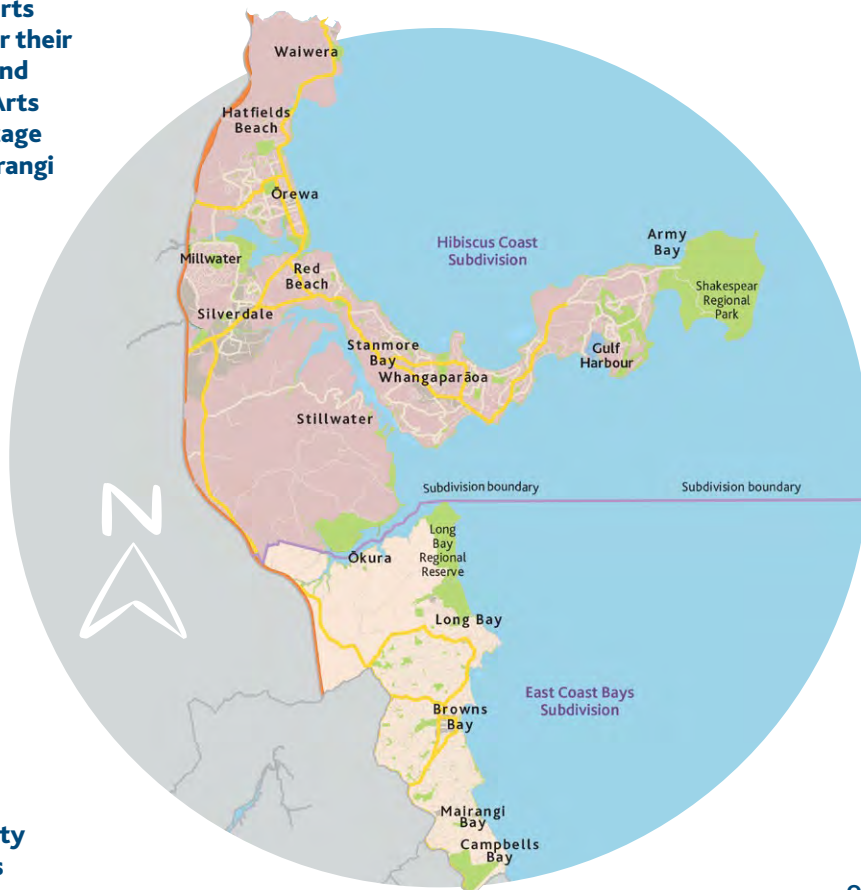 r their
nd
Arts
tage
rangi
Waiwera
Hatfields
Beach
Ōrewa
Hibiscus Coast
Subdivision
Army
Bay
Millwater
Red
Beach
Shakespear
Regional
Park
Silverdale
Stanmore
Bay
Gulf
Harbour
Whangaparāoa
Stillwater
N
Subdivision boundary
Subdivision boundary
Long
Bay
Regional
Reserve
Ōkura
Long Bay
East Coast Bays
Subdivision
Browns
Bay
Mairangi
Bay
Campbells
Bay
ty
s